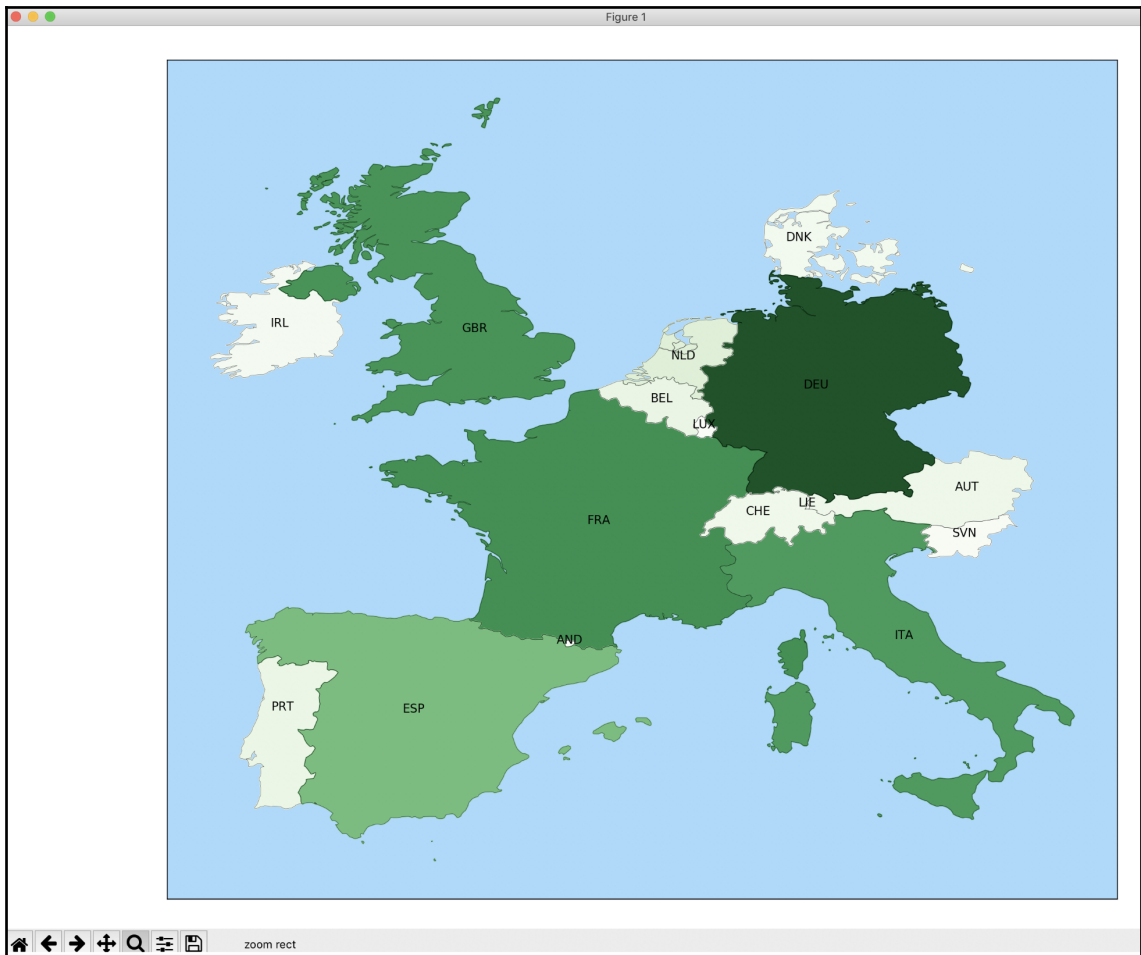 Figure 1
DNK
IRL
GBR
NLD
DEU
BEL
LUX
AUT
LIE
CHE
FRA
SVN
ITA
AND
PRT
ESP
zoom rect